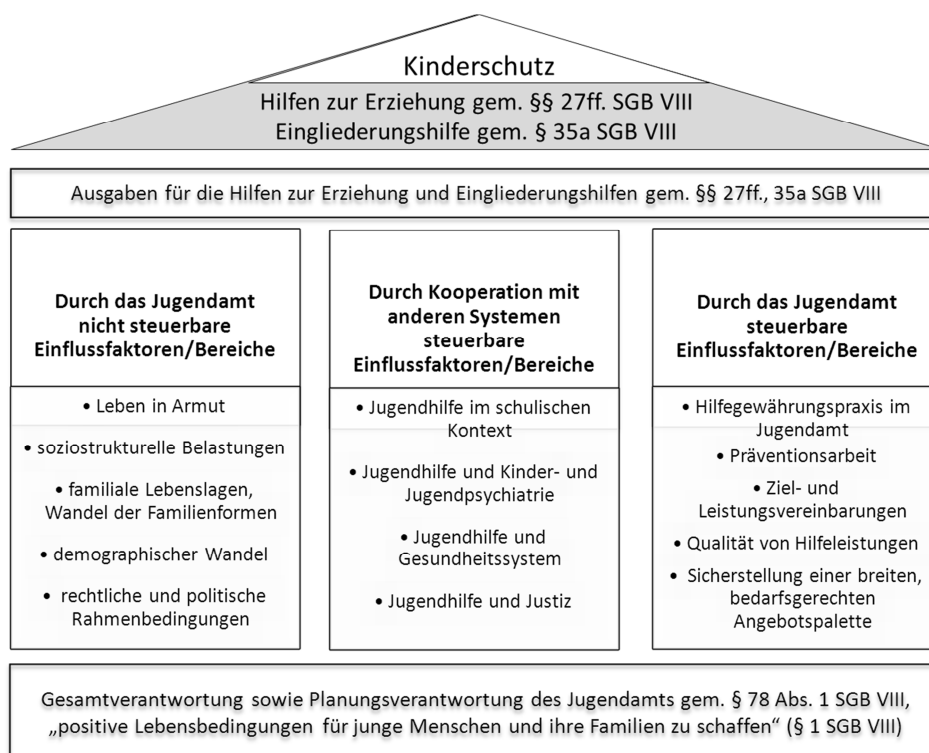 Kinderschutz
Hilfen zur Erziehung gem. §§ 27ff. SGB VIII
Eingliederungshilfe gem. § 35a SGB VIII
Ausgaben für die Hilfen zur Erziehung und Eingliederungshilfen gem. §§ 27ff., 35a SGB VIII
Durch das Jugendamt
nicht steuerbare
Einflussfaktoren/Bereiche
• Leben in Armut
• soziostrukturelle Belastungen
• familiale Lebenslagen,
Wandel der Familienformen
• demographischer Wandel
• rechtliche und politische
Rahmenbedingungen
Durch Kooperation mit
anderen Systemen
steuerbare
Einflussfaktoren/Bereiche
• Jugendhilfe im schulischen
Kontext
• Jugendhilfe und Kinder- und
Jugendpsychiatrie
• Jugendhilfe und
Gesundheitssystem
• Jugendhilfe und Justiz
Durch das Jugendamt
steuerbare
Einflussfaktoren/Bereiche
• Hilfegewährungspraxis im
Jugendamt
• Präventionsarbeit
• Ziel- und
Leistungsvereinbarungen
• Qualität von Hilfeleistungen
• Sicherstellung einer breiten,
bedarfsgerechten
Angebotspalette
Gesamtverantwortung sowie Planungsverantwortung des Jugendamts gem. § 78 Abs. 1 SGB VIII,
„positive Lebensbedingungen für junge Menschen und ihre Familien zu schaffen“ (§ 1 SGB VIII)